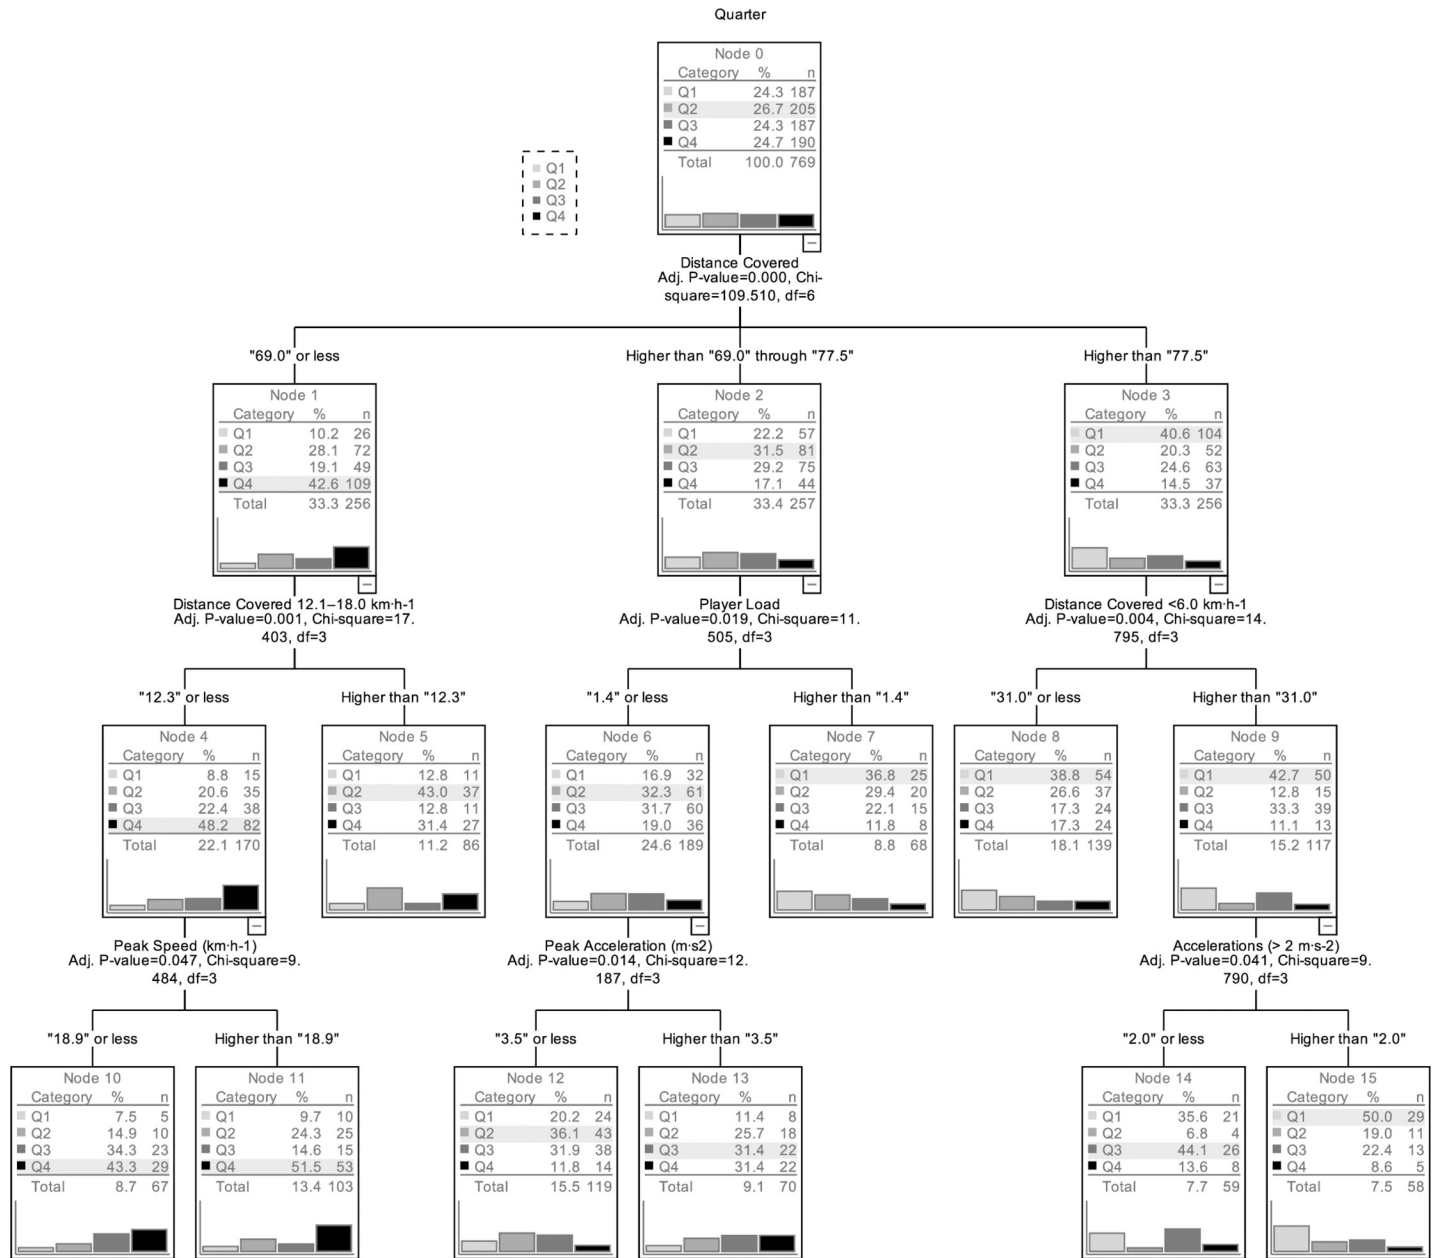 Quarter
Node 0
Category % n
Q1 24.3 187
Q2 26.7 205
Q3 24.3 187
Q4 24.7 190
Total 100.0 769
Q1
Q2
Q3
Q4
Distance Covered
Adj. P-value=0.000, Chi-
square=109.510, df=6
"69.0" or less
Higher than "69.0" through "77.5"
Higher than "77.5"
Node 1
Category % n
Q1 10.2 26
Q2 28.1 72
Q3 19.1 49
Q4 42.6 109
Total 33.3 256
Node 2
Category % n
Q1 22.2 57
Q2 31.5 81
Q3 29.2 75
Q4 17.1 44
Total 33.4 257
Node 3
Category % n
Q1 40.6 104
Q2 20.3 52
Q3 24.6 63
Q4 14.5 37
Total 33.3 256
Distance Covered 12.1–18.0 km·h-1
Adj. P-value=0.001, Chi-square=17.
403, df=3
Player Load
Adj. P-value=0.019, Chi-square=11.
505, df=3
Distance Covered <6.0 km·h-1
Adj. P-value=0.004, Chi-square=14.
795, df=3
"12.3" or less
Higher than "12.3"
"1.4" or less
Higher than "1.4"
"31.0" or less
Higher than "31.0"
Node 4
Category % n
Q1 8.8 15
Q2 20.6 35
Q3 22.4 38
Q4 48.2 82
Total 22.1 170
Node 5
Category % n
Q1 12.8 11
Q2 43.0 37
Q3 12.8 11
Q4 31.4 27
Total 11.2 86
Node 6
Category % n
Q1 16.9 32
Q2 32.3 61
Q3 31.7 60
Q4 19.0 36
Total 24.6 189
Node 7
Category % n
Q1 36.8 25
Q2 29.4 20
Q3 22.1 15
Q4 11.8 8
Total 8.8 68
Node 8
Category % n
Q1 38.8 54
Q2 26.6 37
Q3 17.3 24
Q4 17.3 24
Total 18.1 139
Node 9
Category % n
Q1 42.7 50
Q2 12.8 15
Q3 33.3 39
Q4 11.1 13
Total 15.2 117
Peak Speed (km·h-1)
Adj. P-value=0.047, Chi-square=9.
484, df=3
Peak Acceleration (m·s2)
Adj. P-value=0.014, Chi-square=12.
187, df=3
Accelerations (> 2 m·s-2)
Adj. P-value=0.041, Chi-square=9.
790, df=3
"18.9" or less
Higher than "18.9"
"3.5" or less
Higher than "3.5"
"2.0" or less
Higher than "2.0"
Node 10
Category % n
Q1 7.5 5
Q2 14.9 10
Q3 34.3 23
Q4 43.3 29
Total 8.7 67
Node 11
Category % n
Q1 9.7 10
Q2 24.3 25
Q3 14.6 15
Q4 51.5 53
Total 13.4 103
Node 12
Category % n
Q1 20.2 24
Q2 36.1 43
Q3 31.9 38
Q4 11.8 14
Total 15.5 119
Node 13
Category % n
Q1 11.4 8
Q2 25.7 18
Q3 31.4 22
Q4 31.4 22
Total 9.1 70
Node 14
Category % n
Q1 35.6 21
Q2 6.8 4
Q3 44.1 26
Q4 13.6 8
Total 7.7 59
Node 15
Category % n
Q1 50.0 29
Q2 19.0 11
Q3 22.4 13
Q4 8.6 5
Total 7.5 58